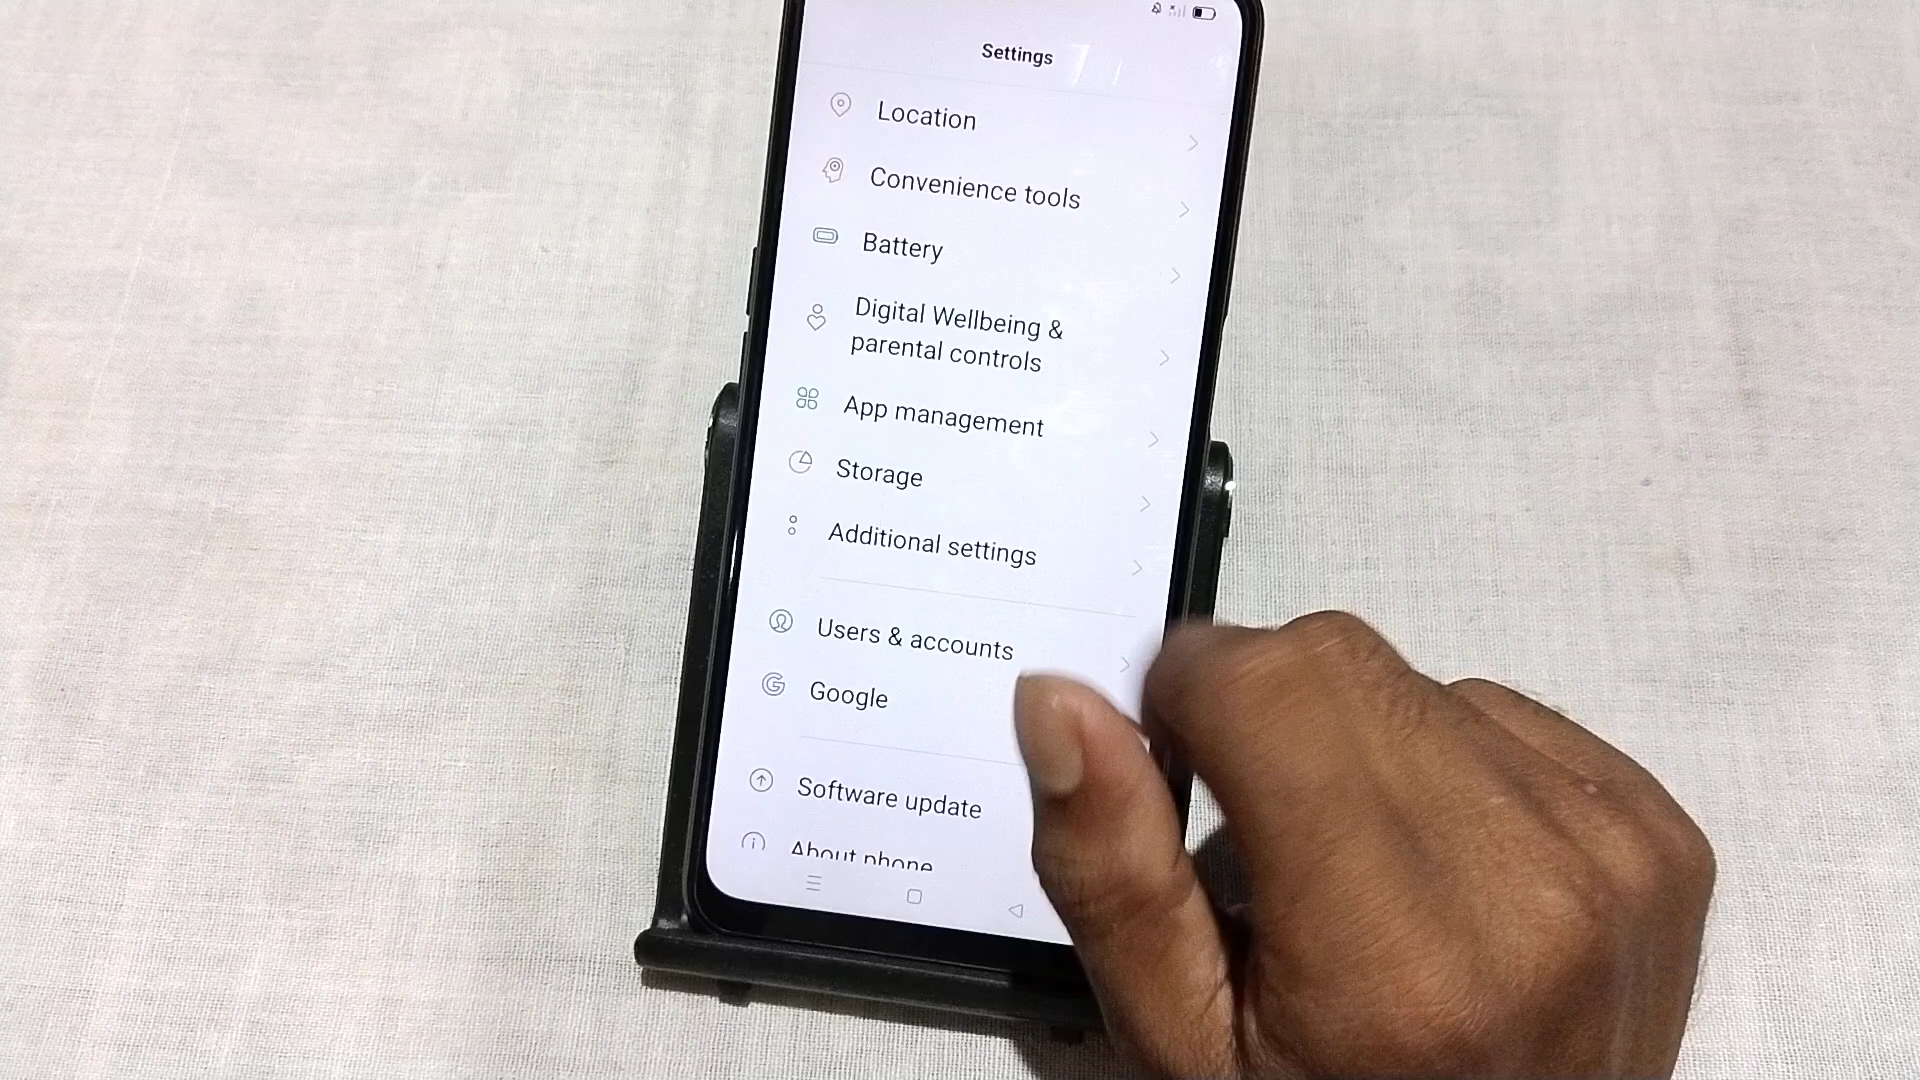 Settings
Location
Convenience tools
Battery
Digital Wellbeing &
parental controls
App management
Storage
Additional settings
Users & accounts
Google
Software update
About phone